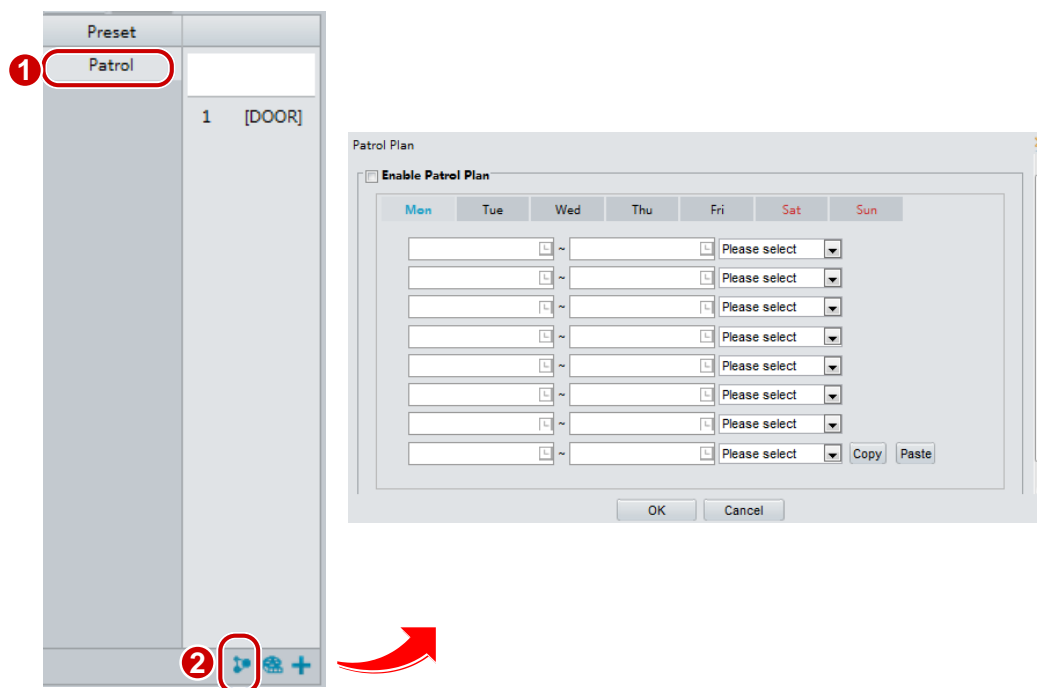 Preset
1 Patrol
1 [DOOR]
Patrol Plan
Enable Patrol Plan
Mon Tue Wed Thu Fri Sat Sun
~ Please select
~ Please select
~ Please select
~ Please select
~ Please select
~ Please select
~ Please select
~ Please select Copy Paste
OK Cancel
2